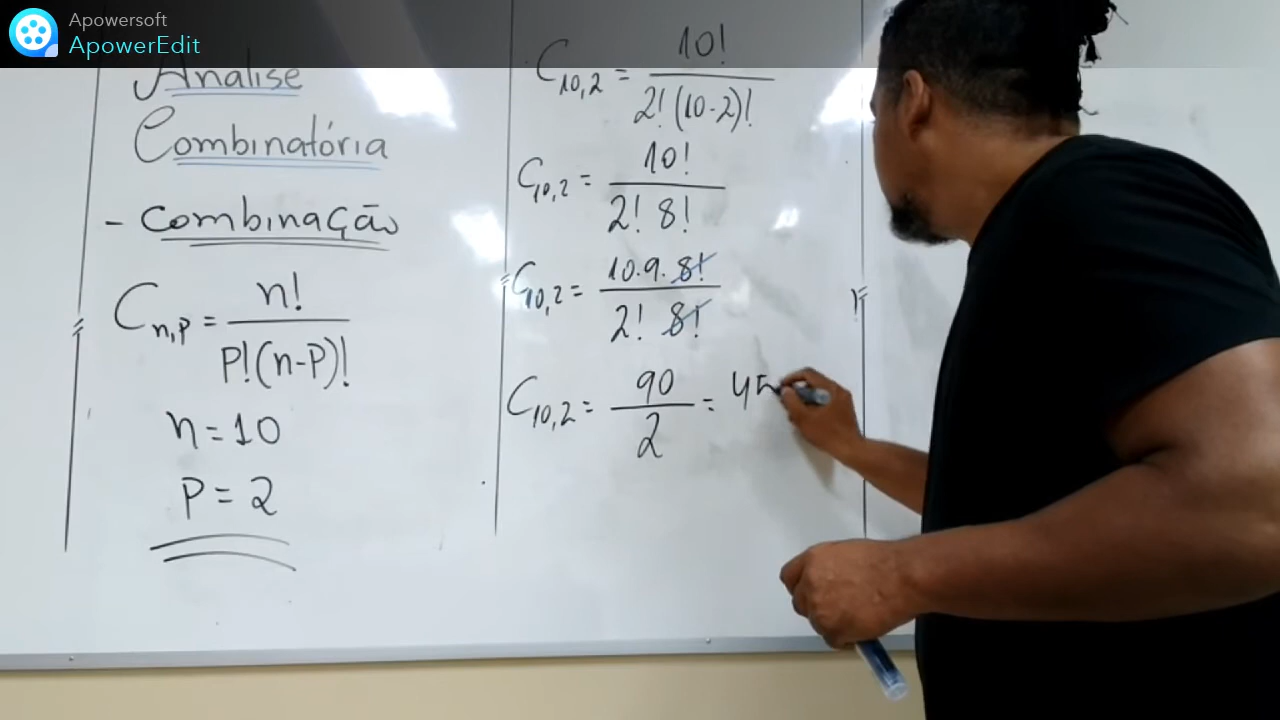 Apowersoft
ApowerEdit
Análise
Combinatória
- Combinação
C n,p = n! / P!(n-P)!
n = 10
P = 2
C10,2 = 10! / 2!(10-2)!
C10,2 = 10! / 2! 8!
C10,2 = 10.9.8! / 2! 8!
C10,2 = 90 / 2 = 45